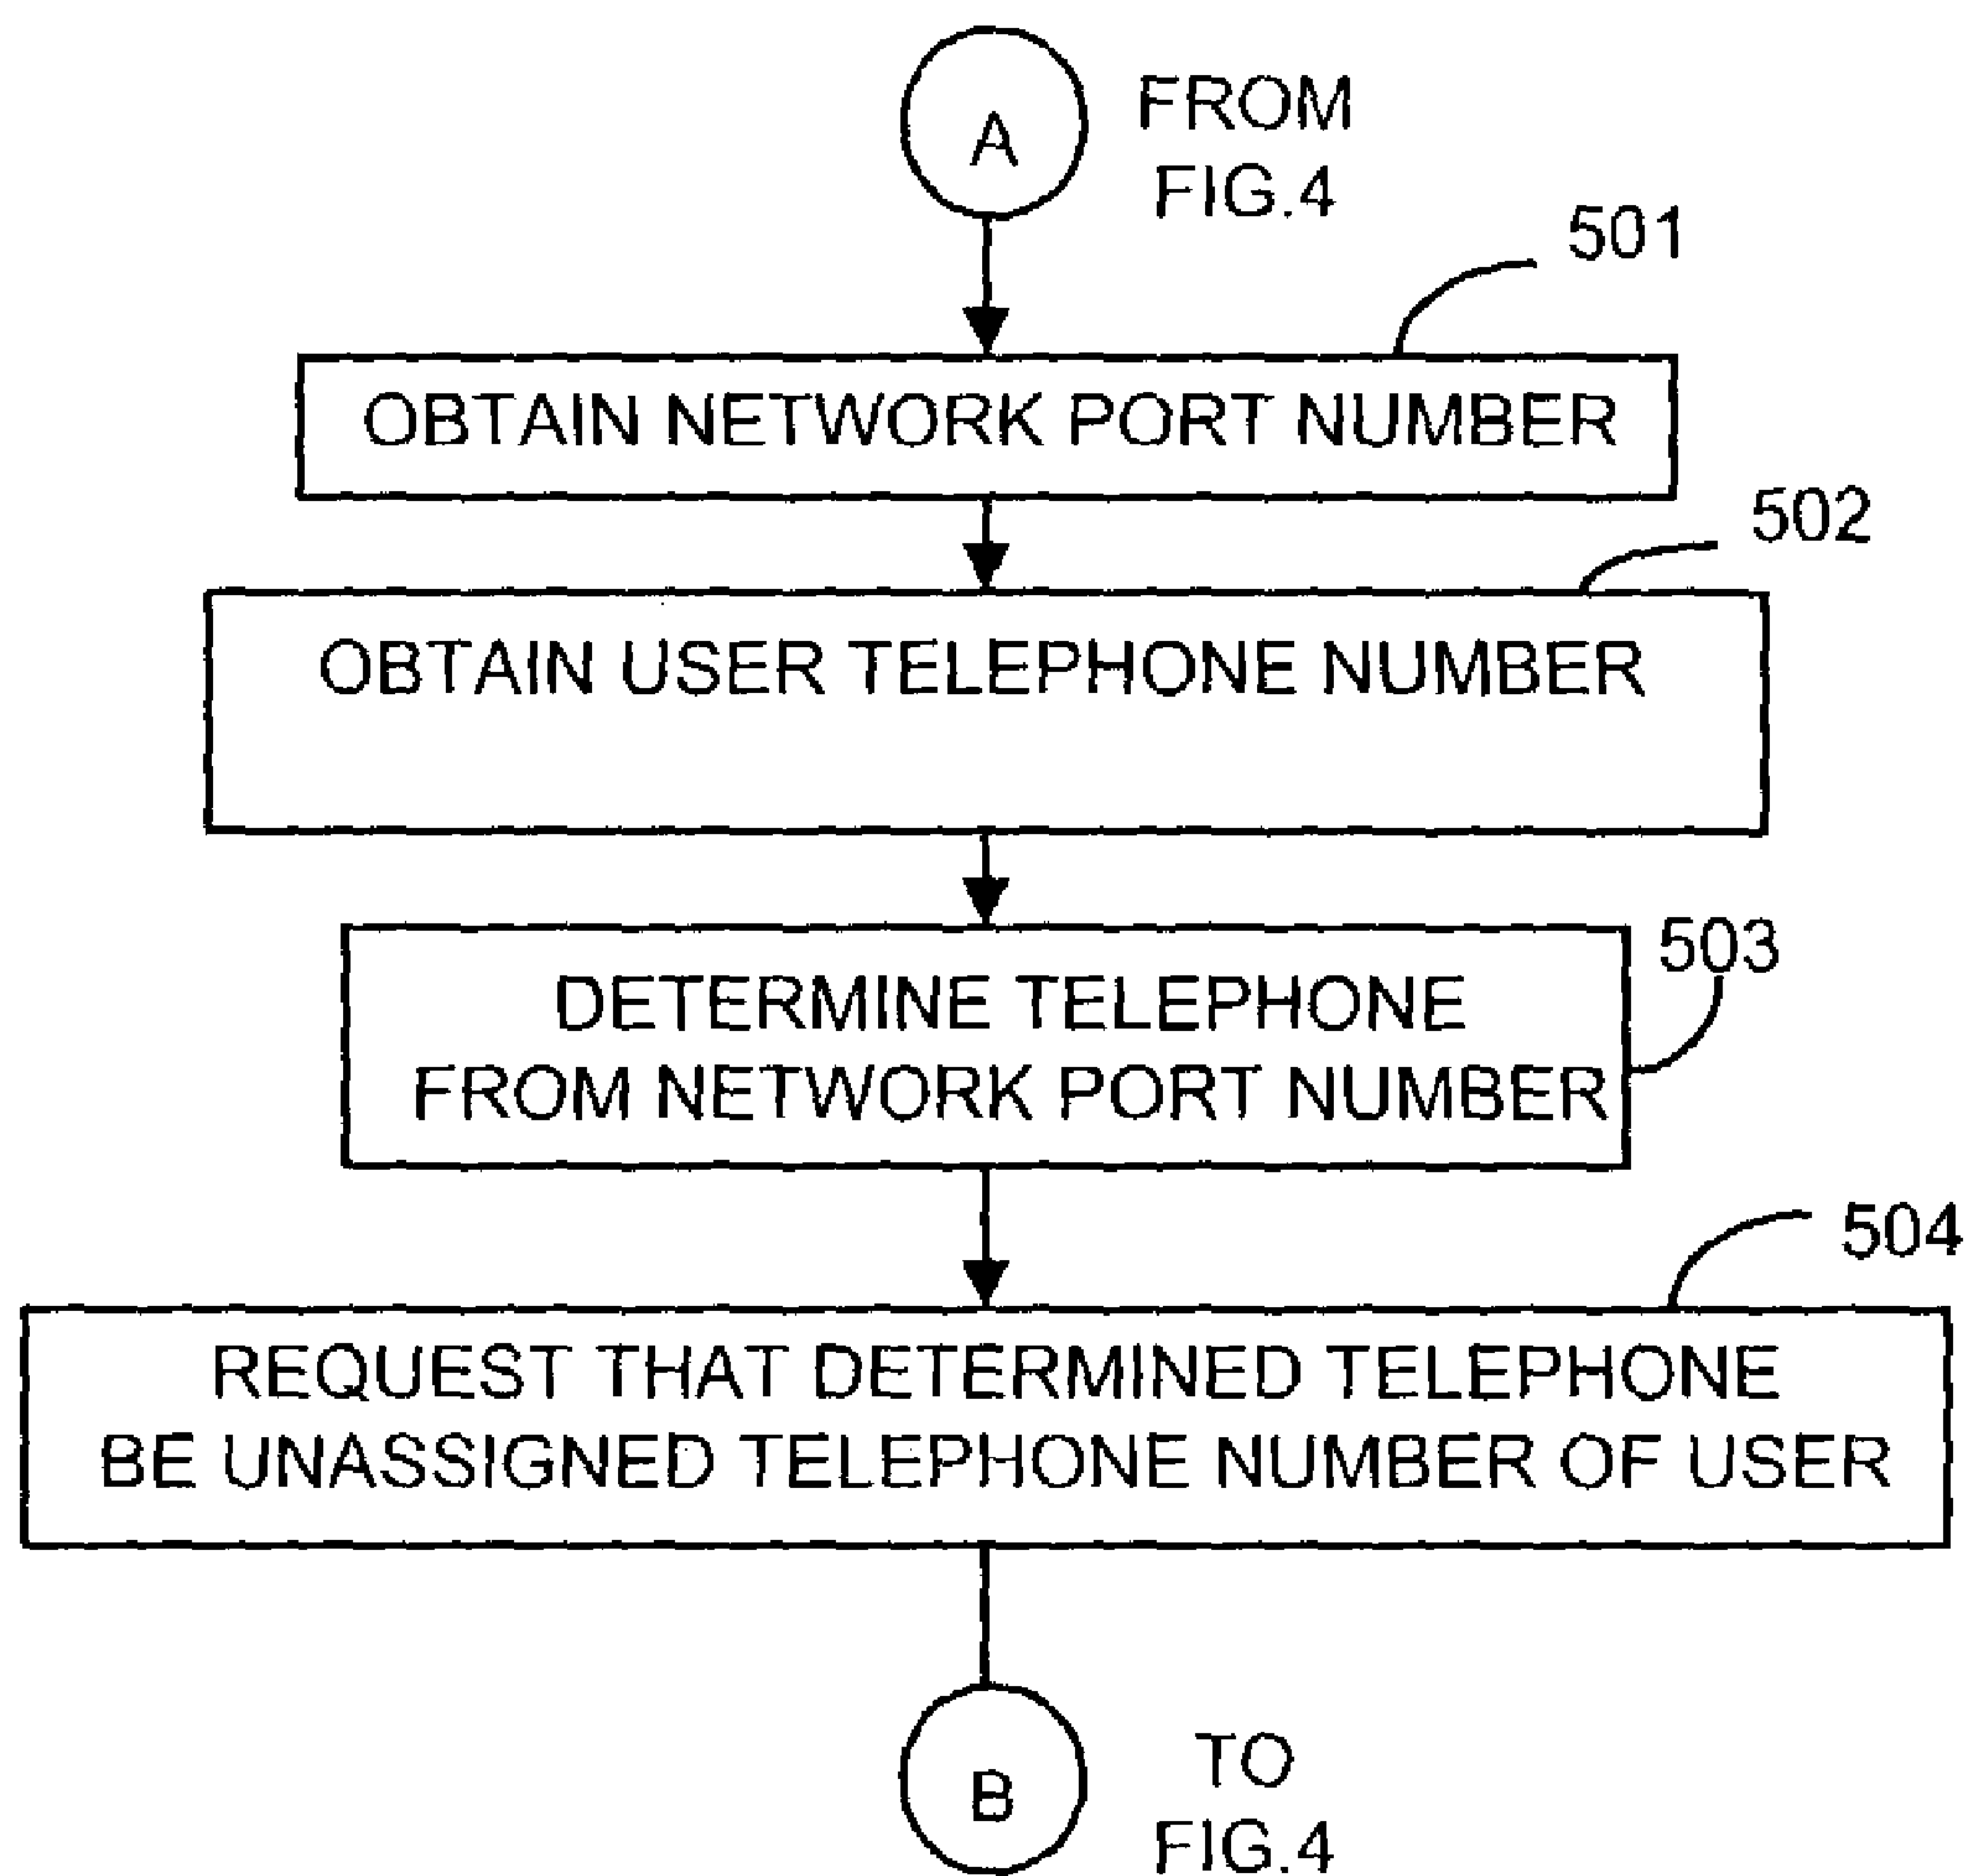 A
FROM
FIG.4
501
OBTAIN NETWORK PORT NUMBER
502
OBTAIN USER TELEPHONE NUMBER
503
DETERMINE TELEPHONE
FROM NETWORK PORT NUMBER
504
REQUEST THAT DETERMINED TELEPHONE
BE UNASSIGNED TELEPHONE NUMBER OF USER
B
TO
FIG.4